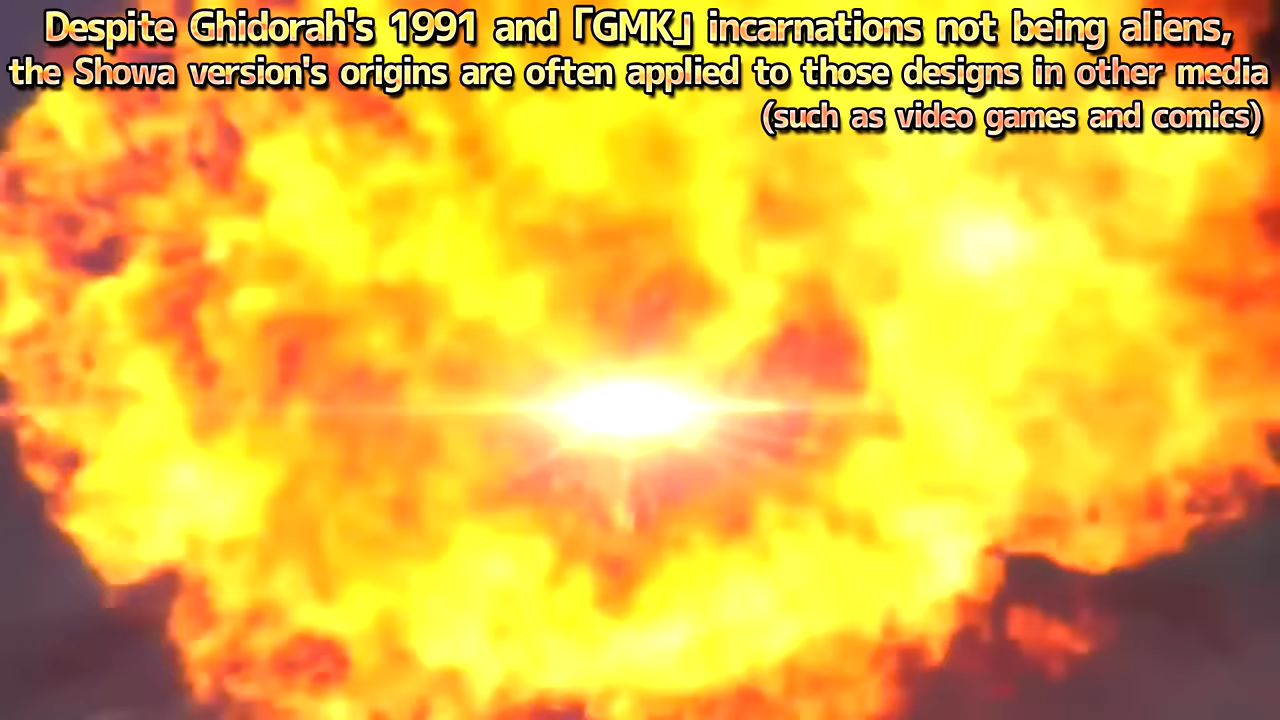 Despite Ghidorah's 1991 and 「GMK」 incarnations not being aliens,
the Showa version's origins are often applied to those designs in other media
(such as video games and comics)